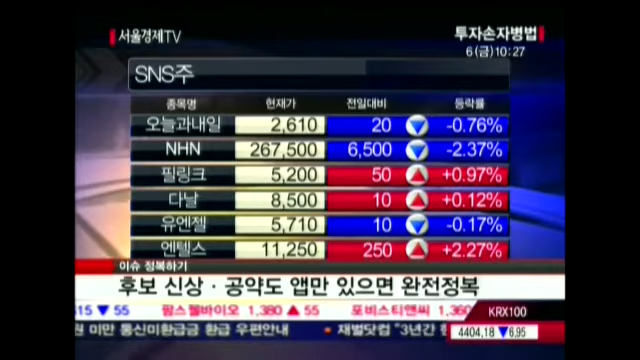 서울경제TV
투자손자병법
6(금)10:27
SNS주
종목명 현재가 전일대비 등락률
오늘과내일 2,610 20 ▼ -0.76%
NHN 267,500 6,500 ▼ -2.37%
필링크 5,200 50 ▲ +0.97%
다날 8,500 10 ▲ +0.12%
유엔젤 5,710 10 ▼ -0.17%
엔텔스 11,250 250 ▲ +2.27%
이슈 정복하기
후보 신상·공약도 앱만 있으면 완전정복
315 ▼ 55 팜스웰바이오 1,380 ▲ 55 포비스티앤씨 1,360
KRX100
원 미만 통신미환급금 환급 우편안내 ■ 재벌닷컴 "3년간
4404,18 ▼6,95